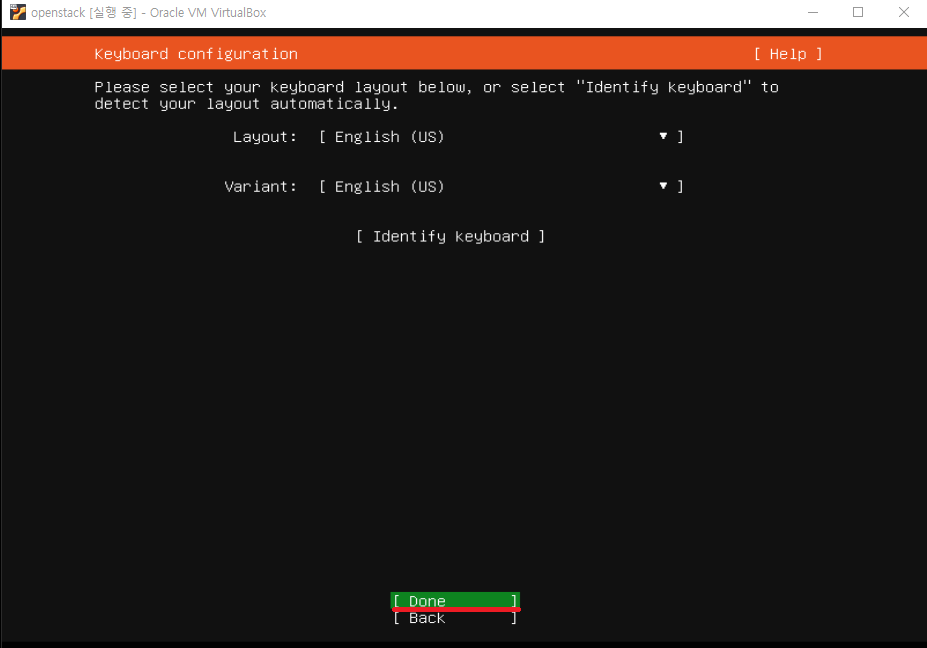 openstack [실행 중] - Oracle VM VirtualBox
Keyboard configuration [ Help ]
Please select your keyboard layout below, or select "Identify keyboard" to
detect your layout automatically.
Layout: [ English (US) ▾ ]
Variant: [ English (US) ▾ ]
[ Identify keyboard ]
[ Done ]
[ Back ]